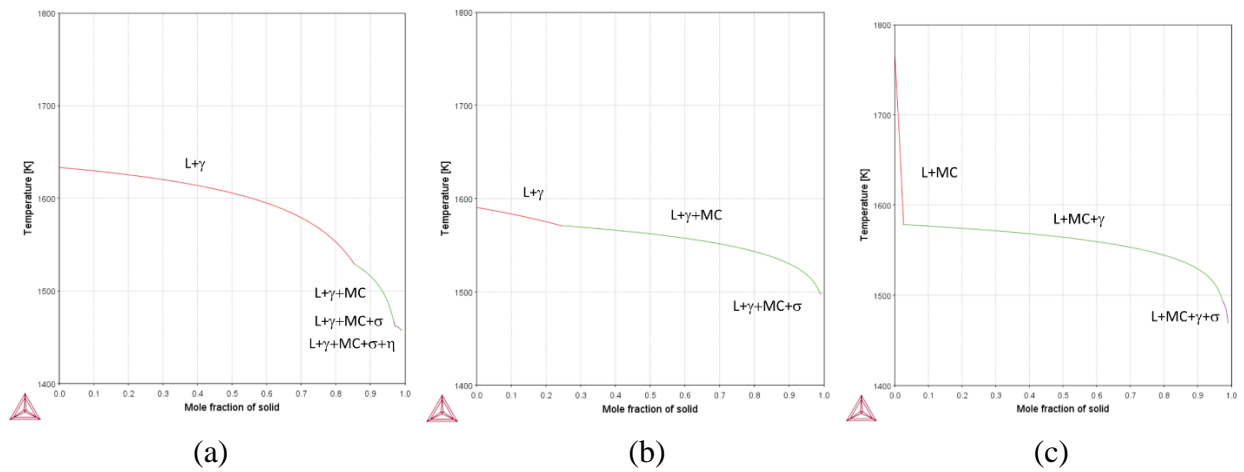 1800
1700
1600
1500
1400
Temperature [K]
L+γ
L+γ+MC
L+γ+MC+σ
L+γ+MC+σ+η
0.0 0.1 0.2 0.3 0.4 0.5 0.6 0.7 0.8 0.9 1.0
Mole fraction of solid
(a)
1800
1700
1600
1500
1400
Temperature [K]
L+γ
L+γ+MC
L+γ+MC+σ
0.0 0.1 0.2 0.3 0.4 0.5 0.6 0.7 0.8 0.9 1.0
Mole fraction of solid
(b)
1800
1700
1600
1500
1400
Temperature [K]
L+MC
L+MC+γ
L+MC+γ+σ
0.0 0.1 0.2 0.3 0.4 0.5 0.6 0.7 0.8 0.9 1.0
Mole fraction of solid
(c)